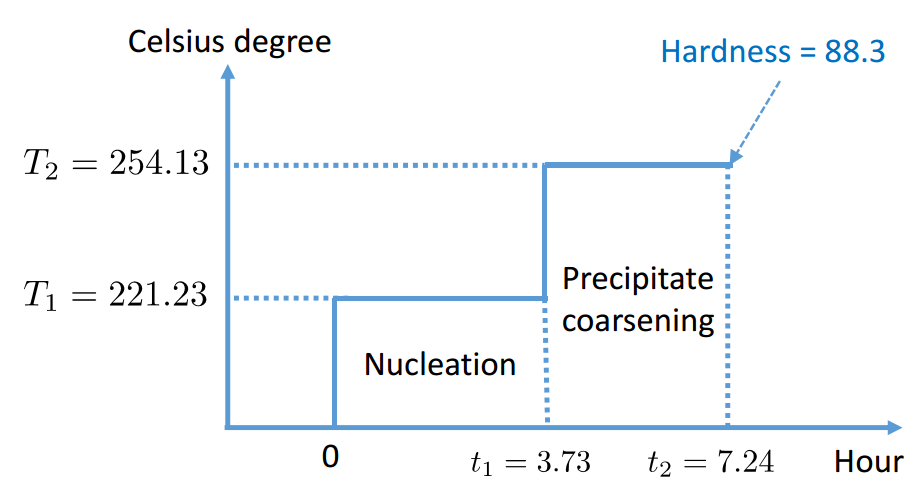 Celsius degree
Hardness = 88.3
T₂ = 254.13
T₁ = 221.23
Precipitate
coarsening
Nucleation
0
t₁ = 3.73
t₂ = 7.24
Hour